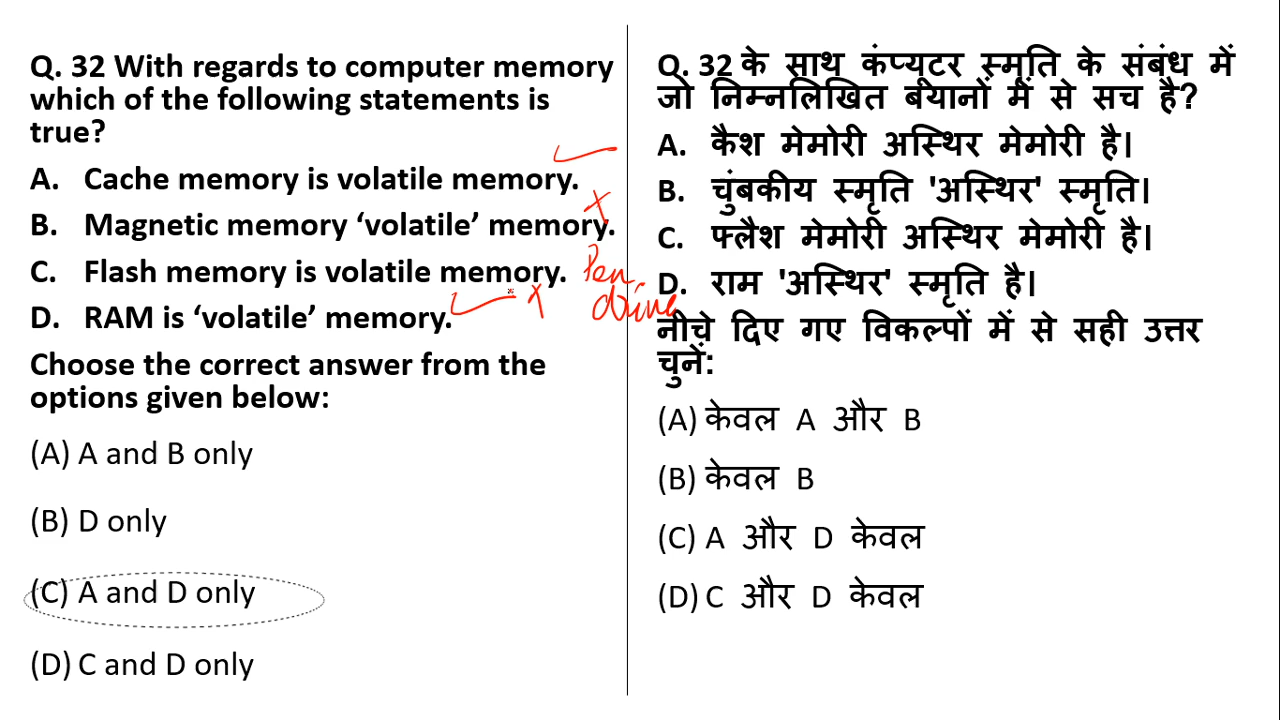 Q. 32 With regards to computer memory
which of the following statements is
true?
A. Cache memory is volatile memory.
B. Magnetic memory ‘volatile’ memory.
C. Flash memory is volatile memory.
D. RAM is ‘volatile’ memory.
Choose the correct answer from the
options given below:
(A) A and B only
(B) D only
(C) A and D only
(D) C and D only
Pen
drive
Q. 32 के साथ कंप्यूटर स्मृति के संबंध में
जो निम्नलिखित बयानों में से सच है?
A. कैश मेमोरी अस्थिर मेमोरी है।
B. चुंबकीय स्मृति 'अस्थिर' स्मृति।
C. फ्लैश मेमोरी अस्थिर मेमोरी है।
D. राम 'अस्थिर' स्मृति है।
नीचे दिए गए विकल्पों में से सही उत्तर
चुनें:
(A) केवल A और B
(B) केवल B
(C) A और D केवल
(D) C और D केवल